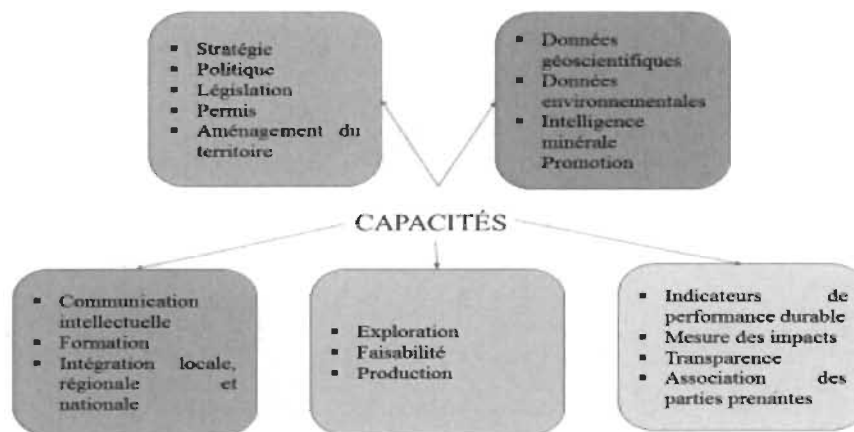 ▪ Stratégie
▪ Politique
▪ Législation
▪ Permis
▪ Aménagement du
territoire
▪ Données
géoscientifiques
▪ Données
environnementales
▪ Intelligence
minérale
Promotion
CAPACITÉS
▪ Communication
intellectuelle
▪ Formation
▪ Intégration locale,
régionale et
nationale
▪ Exploration
▪ Faisabilité
▪ Production
▪ Indicateurs de
performance durable
▪ Mesure des impacts
▪ Transparence
▪ Association des
parties prenantes